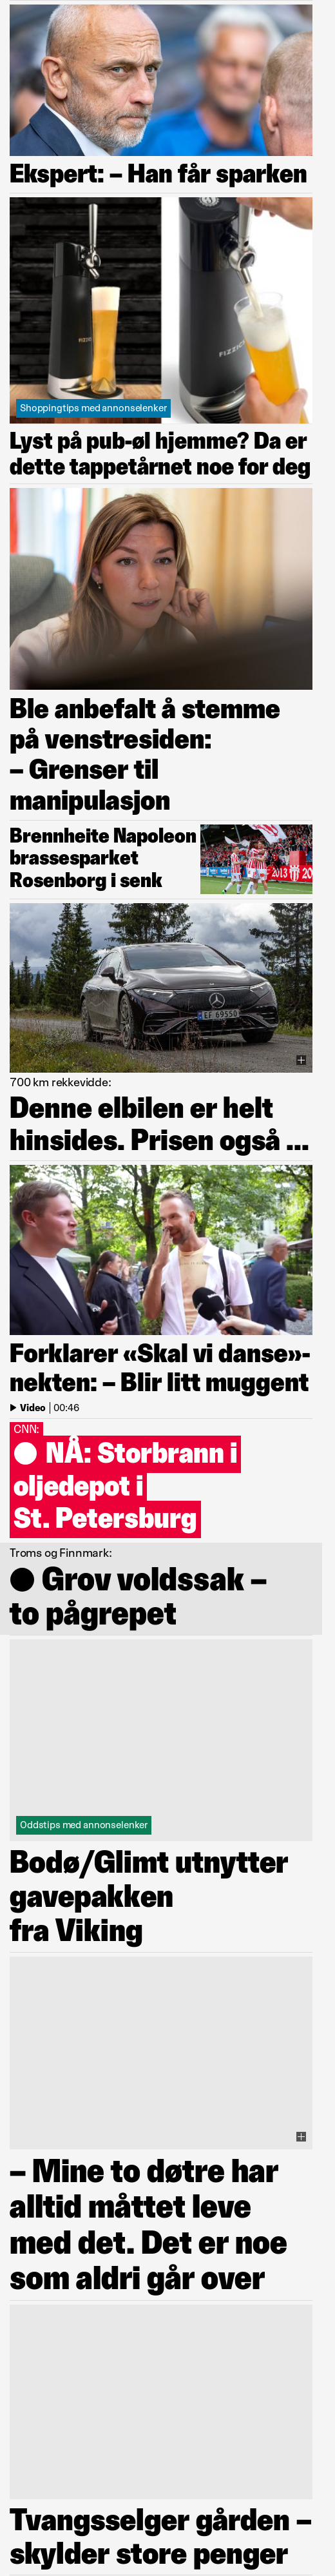 Ekspert: – Han får sparken
FIZZICS
FIZZICS
Shoppingtips med annonselenker
Lyst på pub-øl hjemme? Da er
dette tappetårnet noe for deg
Ble anbefalt å stemme
på venstresiden:
– Grenser til
manipulasjon
Brennheite Napoleon
brassesparket
Rosenborg i senk
2013
EF 69550
700 km rekkevidde:
Denne elbilen er helt
hinsides. Prisen også ...
Forklarer «Skal vi danse»-
nekten: – Blir litt muggent
Video | 00:46
CNN:
● NÅ: Storbrann i
oljedepot i
St. Petersburg
Troms og Finnmark:
● Grov voldssak –
to pågrepet
Oddstips med annonselenker
Bodø/Glimt utnytter
gavepakken
fra Viking
– Mine to døtre har
alltid måttet leve
med det. Det er noe
som aldri går over
Tvangsselger gården –
skylder store penger